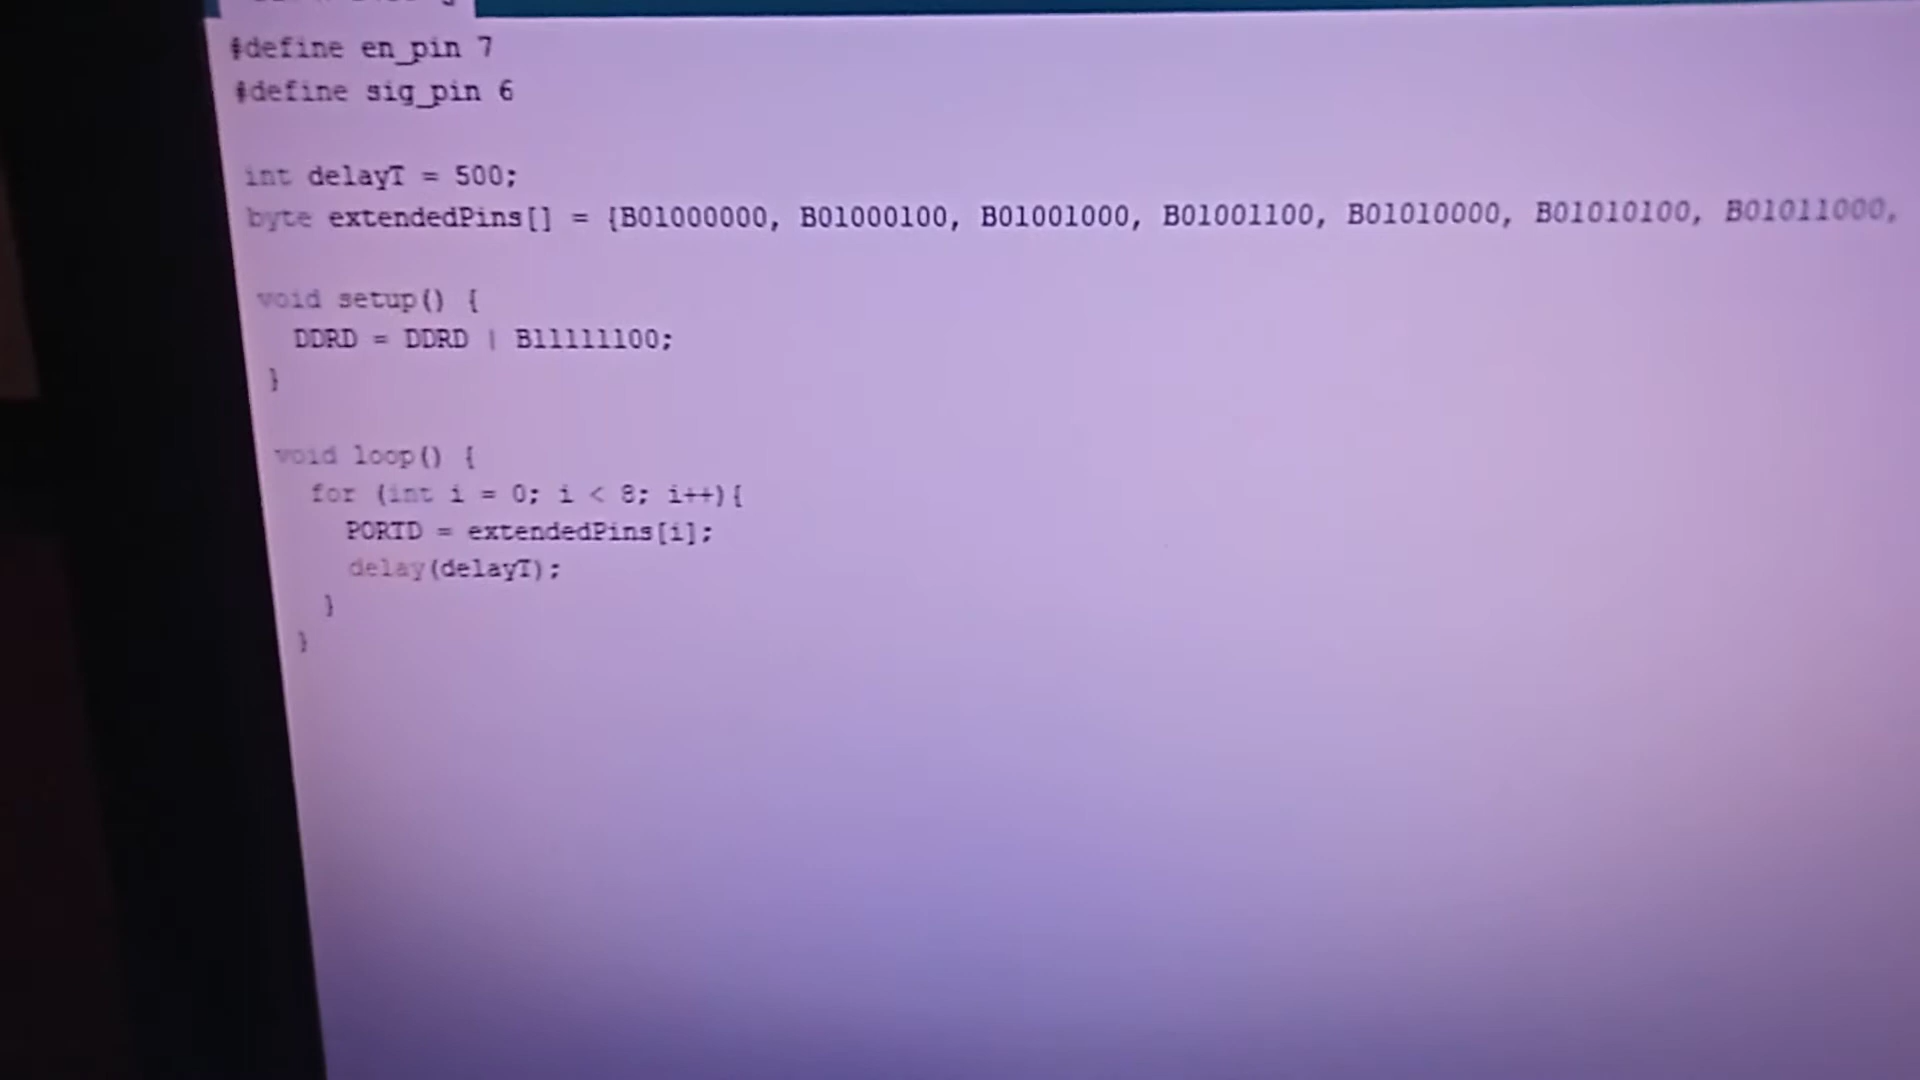 #define en_pin 7
#define sig_pin 6
int delayT = 500;
byte extendedPins[] = {B01000000, B01000100, B01001000, B01001100, B01010000, B01010100, B01011000,
void setup() {
DDRD = DDRD | B11111100;
}
void loop() {
for (int i = 0; i < 8; i++){
PORTD = extendedPins[i];
delay(delayT);
}
}